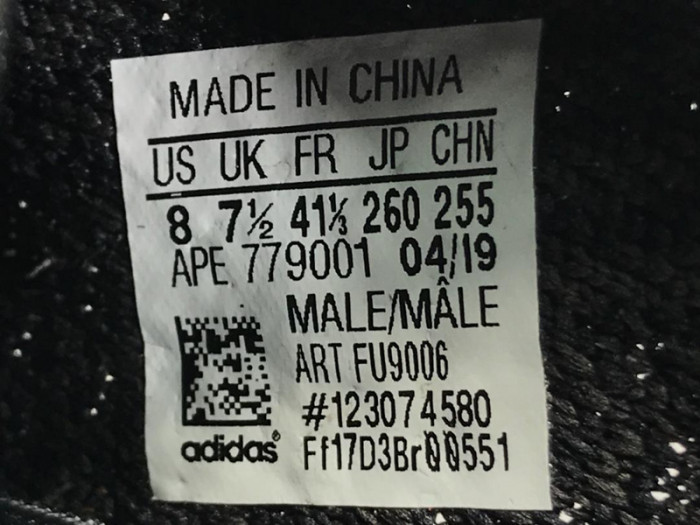 MADE IN CHINA
US UK FR JP CHN
8 7½ 41⅓ 260 255
APE 779001 04/19
MALE/MÂLE
ART FU9006
#123074580
adidas® Ff17D3Br00551